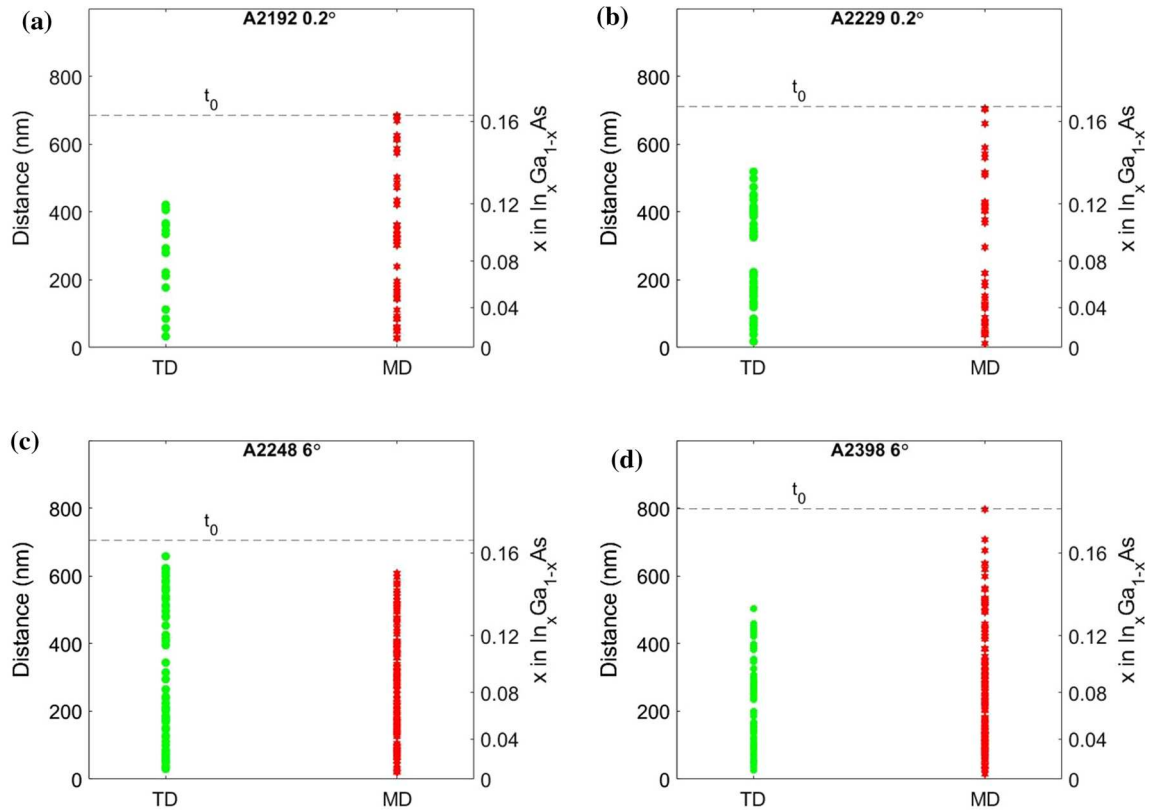 (a)
A2192 0.2°
800
600
400
200
0
Distance (nm)
t0
0.16
0.12
0.08
0.04
0
x in InxGa1-xAs
TD
MD
(b)
A2229 0.2°
800
600
400
200
0
Distance (nm)
t0
0.16
0.12
0.08
0.04
0
x in InxGa1-xAs
TD
MD
(c)
A2248 6°
800
600
400
200
0
Distance (nm)
t0
0.16
0.12
0.08
0.04
0
x in InxGa1-xAs
TD
MD
(d)
A2398 6°
800
600
400
200
0
Distance (nm)
t0
0.16
0.12
0.08
0.04
0
x in InxGa1-xAs
TD
MD